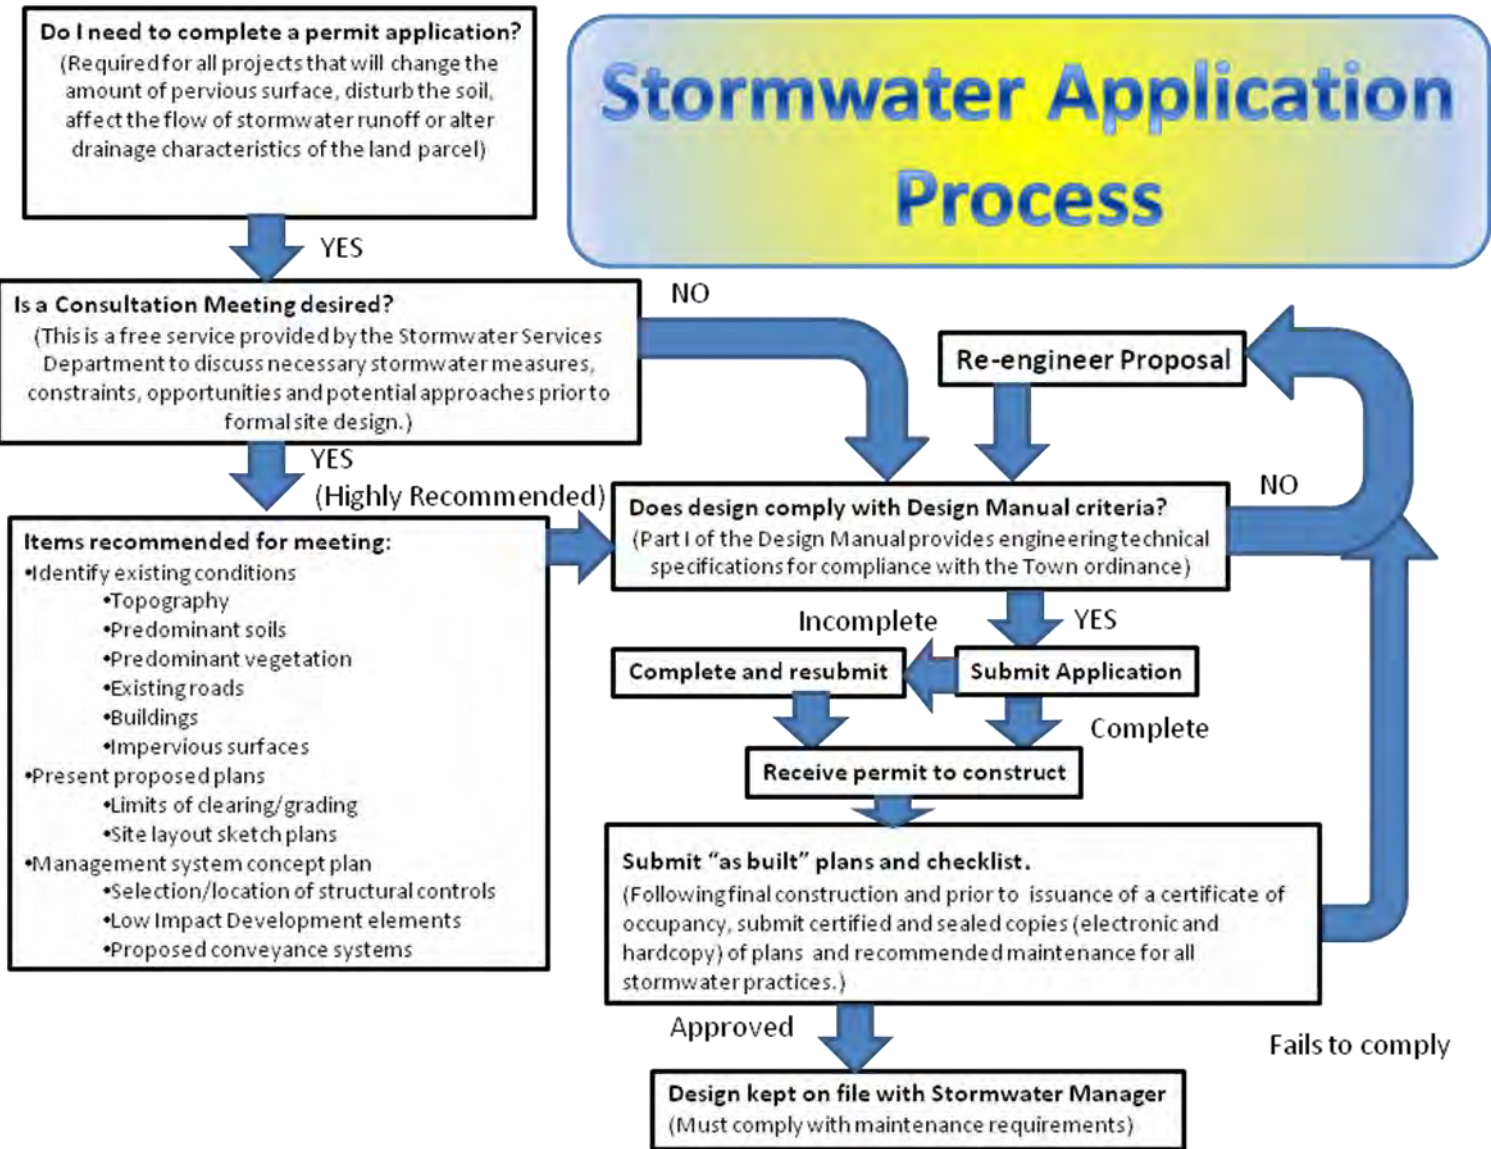 Do I need to complete a permit application?
(Required for all projects that will change the
amount of pervious surface, disturb the soil,
affect the flow of stormwater runoff or alter
drainage characteristics of the land parcel)
Stormwater Application
Process
YES
Is a Consultation Meeting desired?
(This is a free service provided by the Stormwater Services
Department to discuss necessary stormwater measures,
constraints, opportunities and potential approaches prior to
formal site design.)
NO
Re-engineer Proposal
YES
(Highly Recommended)
Items recommended for meeting:
•Identify existing conditions
•Topography
•Predominant soils
•Predominant vegetation
•Existing roads
•Buildings
•Impervious surfaces
•Present proposed plans
•Limits of clearing/grading
•Site layout sketch plans
•Management system concept plan
•Selection/location of structural controls
•Low Impact Development elements
•Proposed conveyance systems
Does design comply with Design Manual criteria?
(Part I of the Design Manual provides engineering technical
specifications for compliance with the Town ordinance)
NO
YES
Incomplete
Complete and resubmit
Submit Application
Complete
Receive permit to construct
Submit “as built” plans and checklist.
(Following final construction and prior to issuance of a certificate of
occupancy, submit certified and sealed copies (electronic and
hardcopy) of plans and recommended maintenance for all
stormwater practices.)
Approved
Fails to comply
Design kept on file with Stormwater Manager
(Must comply with maintenance requirements)